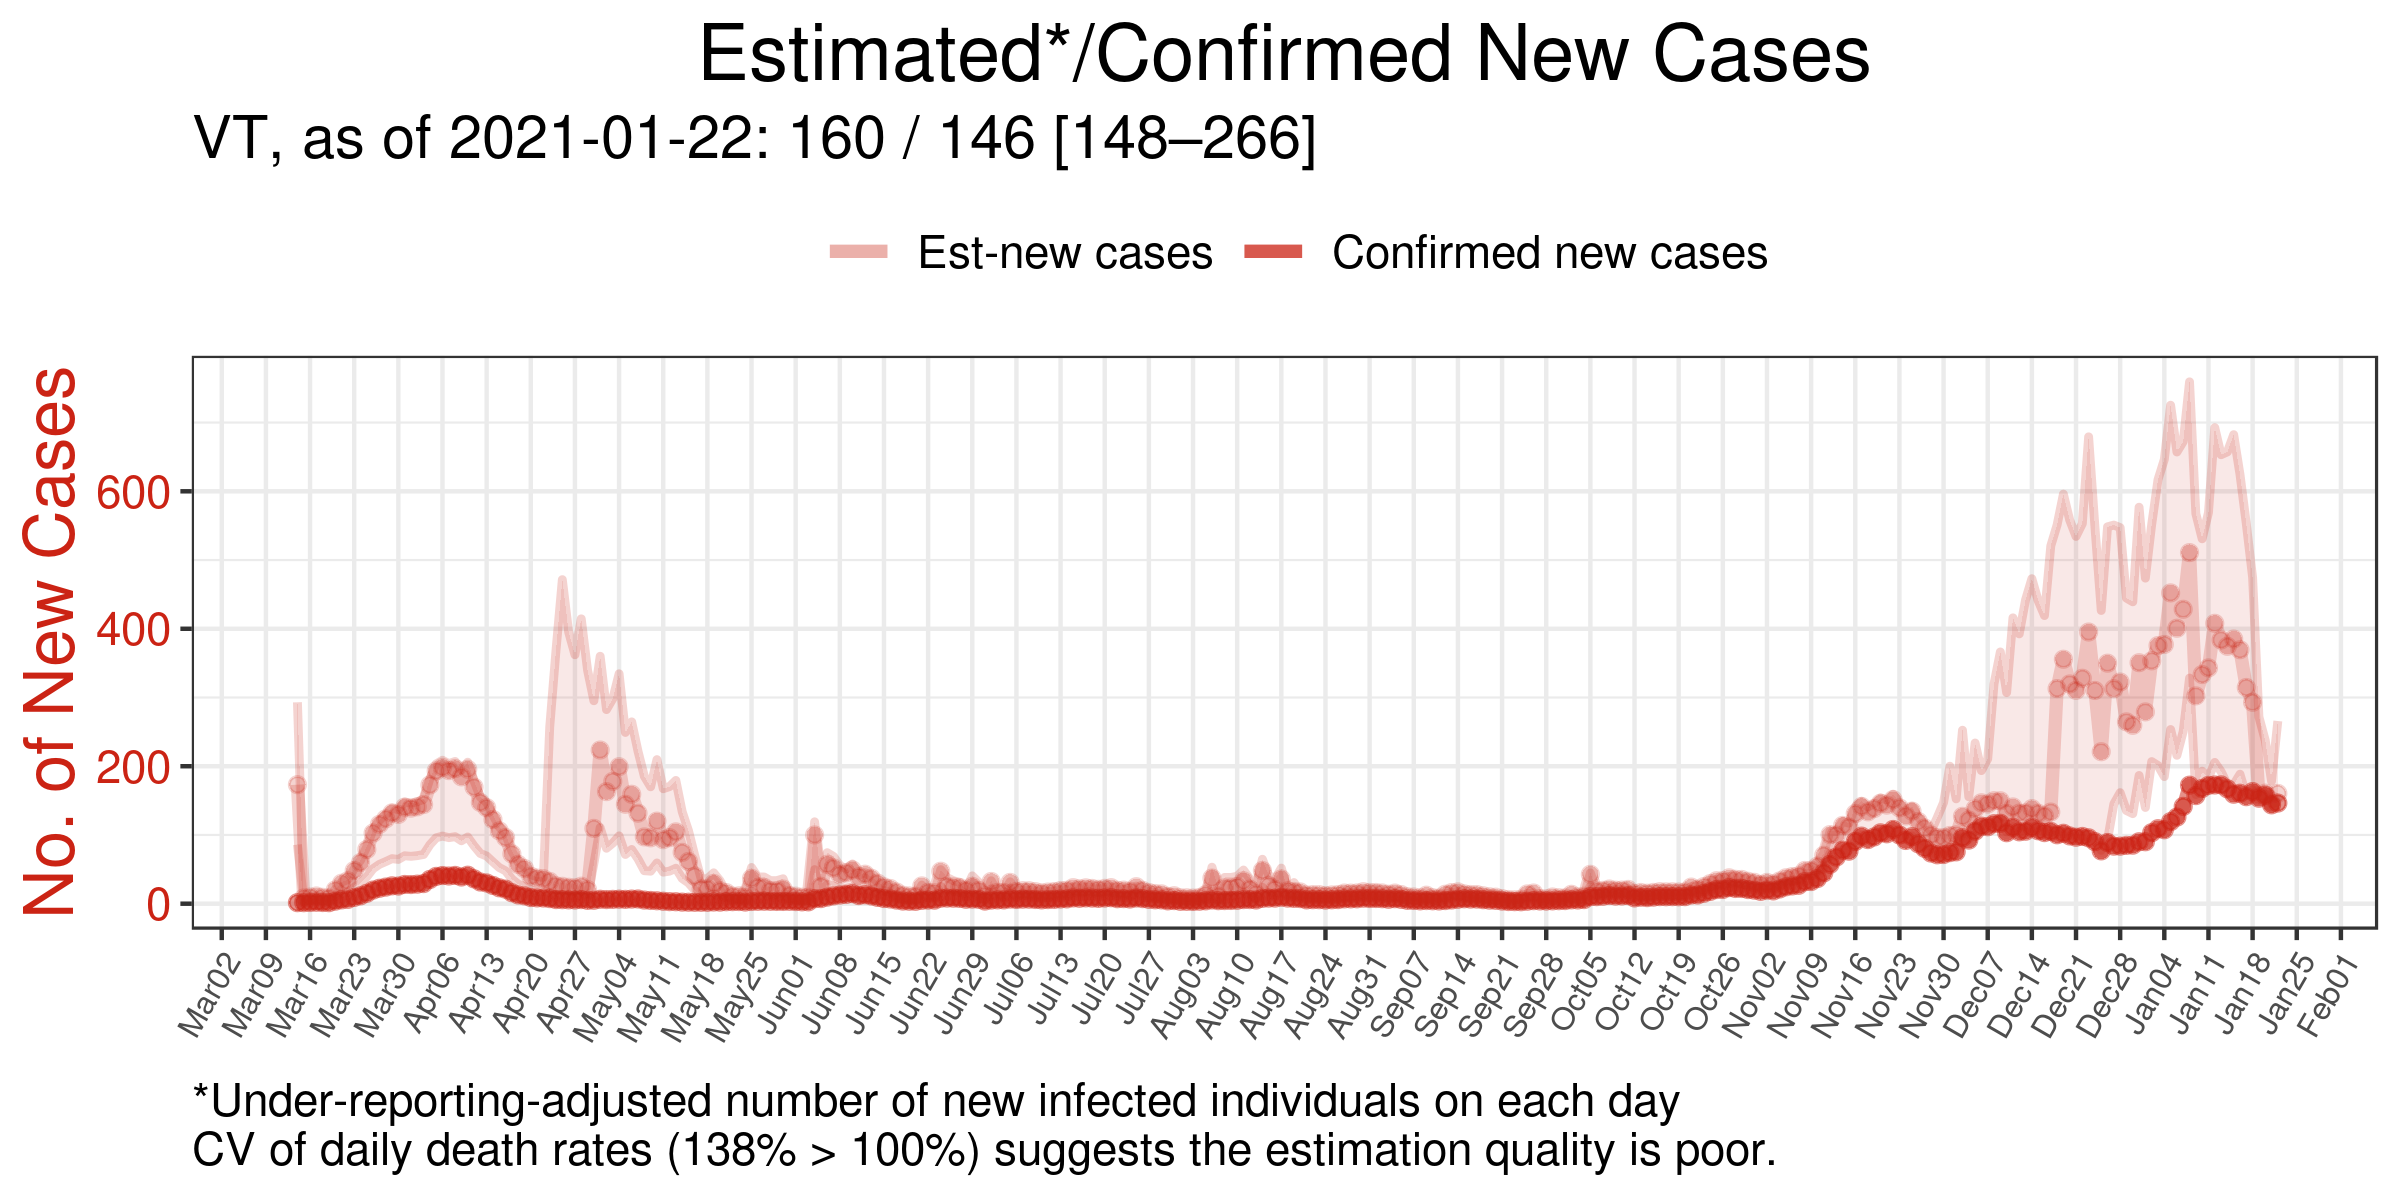 Estimated*/Confirmed New Cases
VT, as of 2021-01-22: 160 / 146 [148–266]
Est-new cases Confirmed new cases
No. of New Cases
600
400
200
0
Mar02 Mar09 Mar16 Mar23 Mar30 Apr06 Apr13 Apr20 Apr27 May04 May11 May18 May25 Jun01 Jun08 Jun15 Jun22 Jun29 Jul06 Jul13 Jul20 Jul27 Aug03 Aug10 Aug17 Aug24 Aug31 Sep07 Sep14 Sep21 Sep28 Oct05 Oct12 Oct19 Oct26 Nov02 Nov09 Nov16 Nov23 Nov30 Dec07 Dec14 Dec21 Dec28 Jan04 Jan11 Jan18 Jan25 Feb01
*Under-reporting-adjusted number of new infected individuals on each day
CV of daily death rates (138% > 100%) suggests the estimation quality is poor.